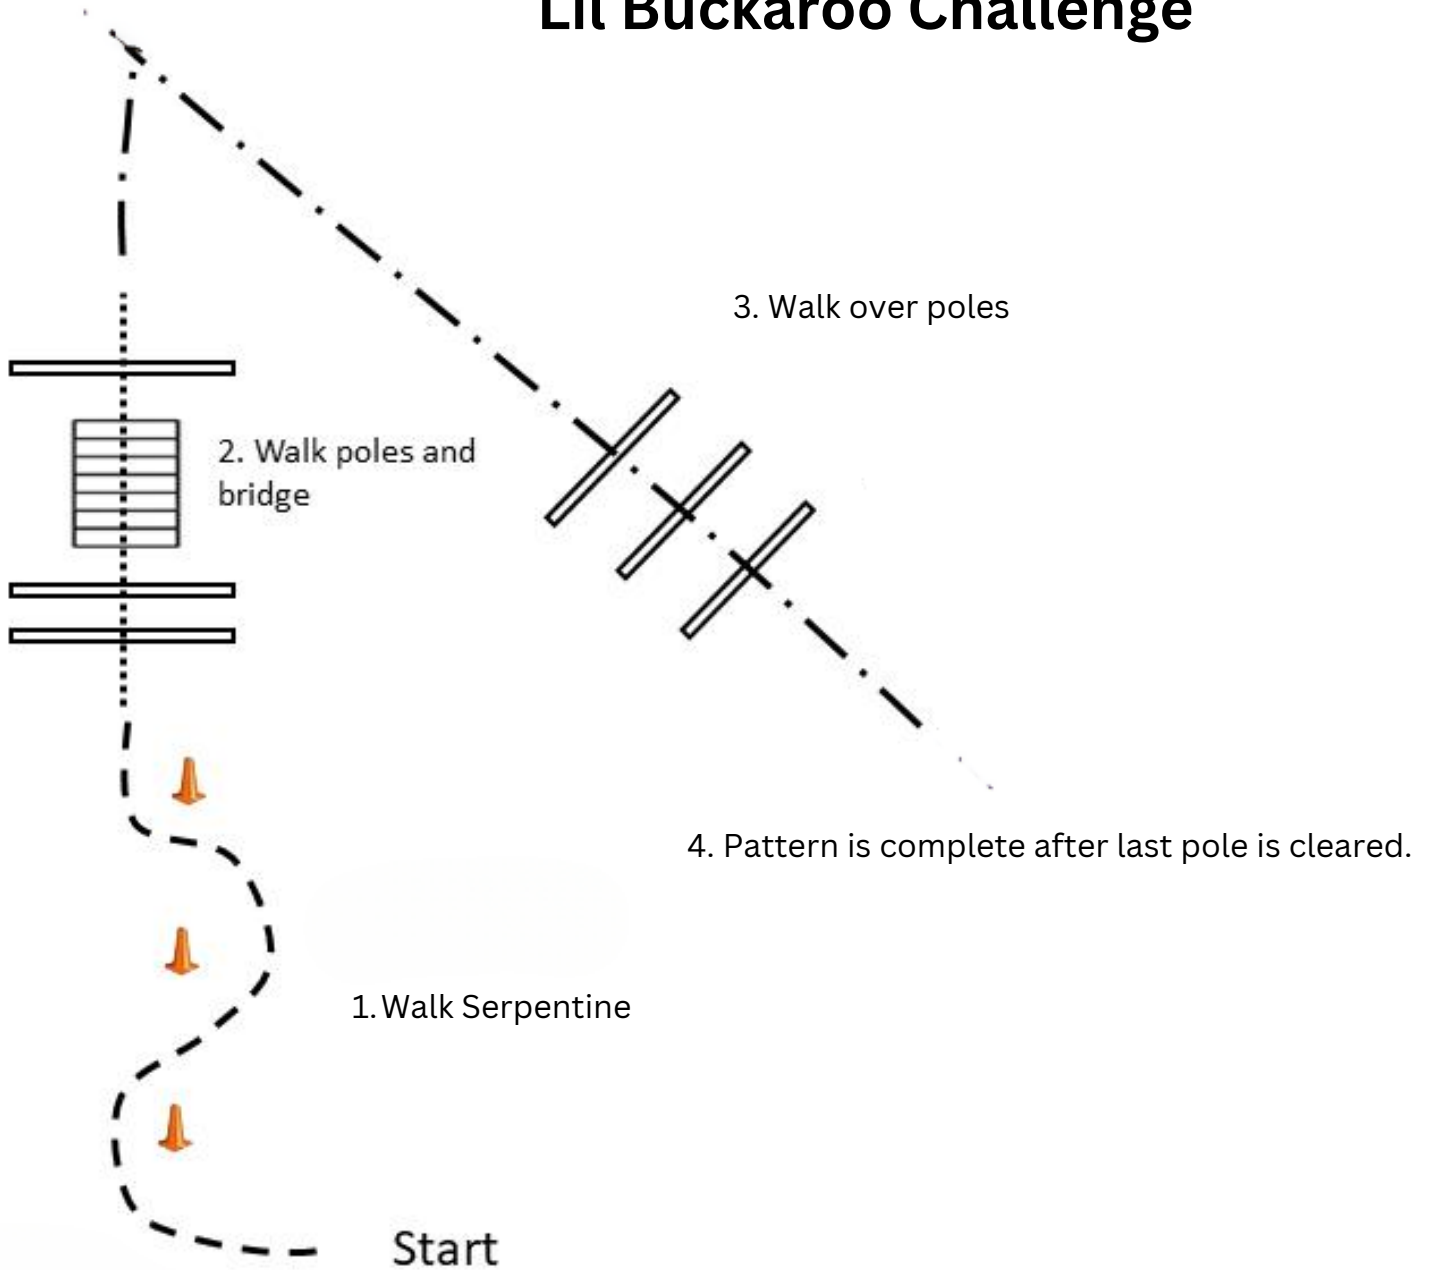 Lil Buckaroo Challenge
3. Walk over poles
2. Walk poles and
bridge
4. Pattern is complete after last pole is cleared.
1. Walk Serpentine
Start